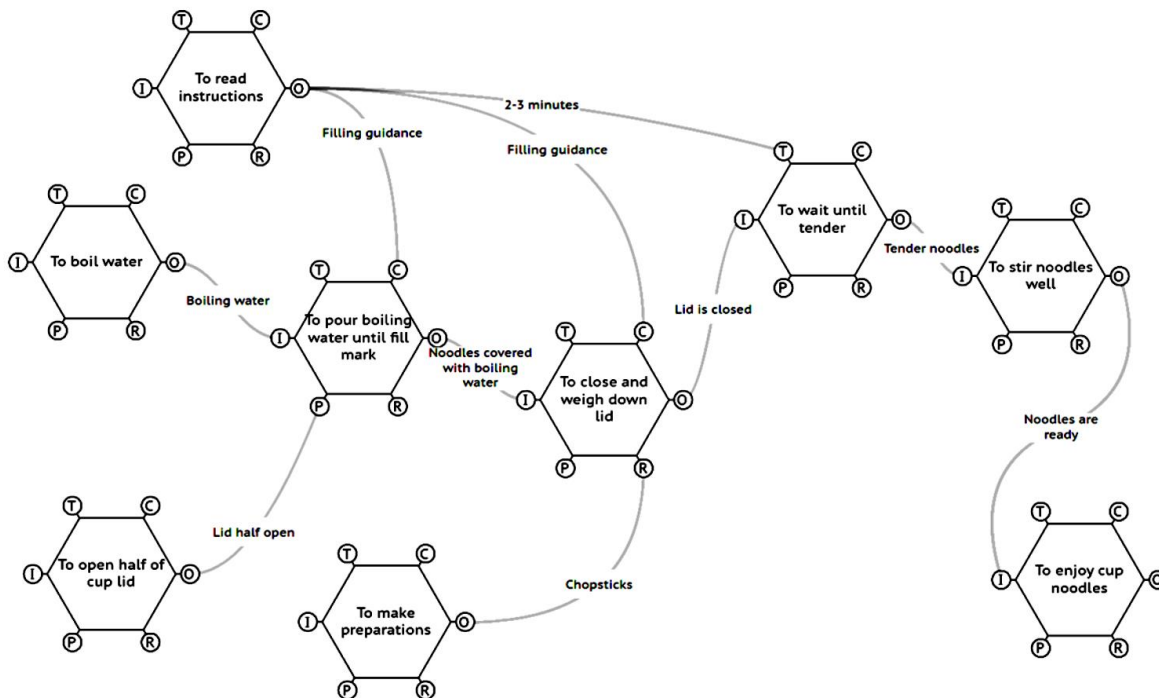 T
C
I
To read
instructions
O
P
R
2-3 minutes
Filling guidance
Filling guidance
T
C
I
To wait until
tender
O
P
R
Tender noodles
T
C
I
To boil water
O
P
R
Boiling water
T
C
I
To stir noodles
well
O
P
R
T
C
I
To pour boiling
water until fill
mark
O
P
R
Noodles covered
with boiling
water
Lid is closed
T
C
I
To close and
weigh down
lid
O
P
R
Noodles are
ready
Lid half open
T
C
I
To open half of
cup lid
O
P
R
T
C
I
To make
preparations
O
P
R
Chopsticks
T
C
I
To enjoy cup
noodles
O
P
R